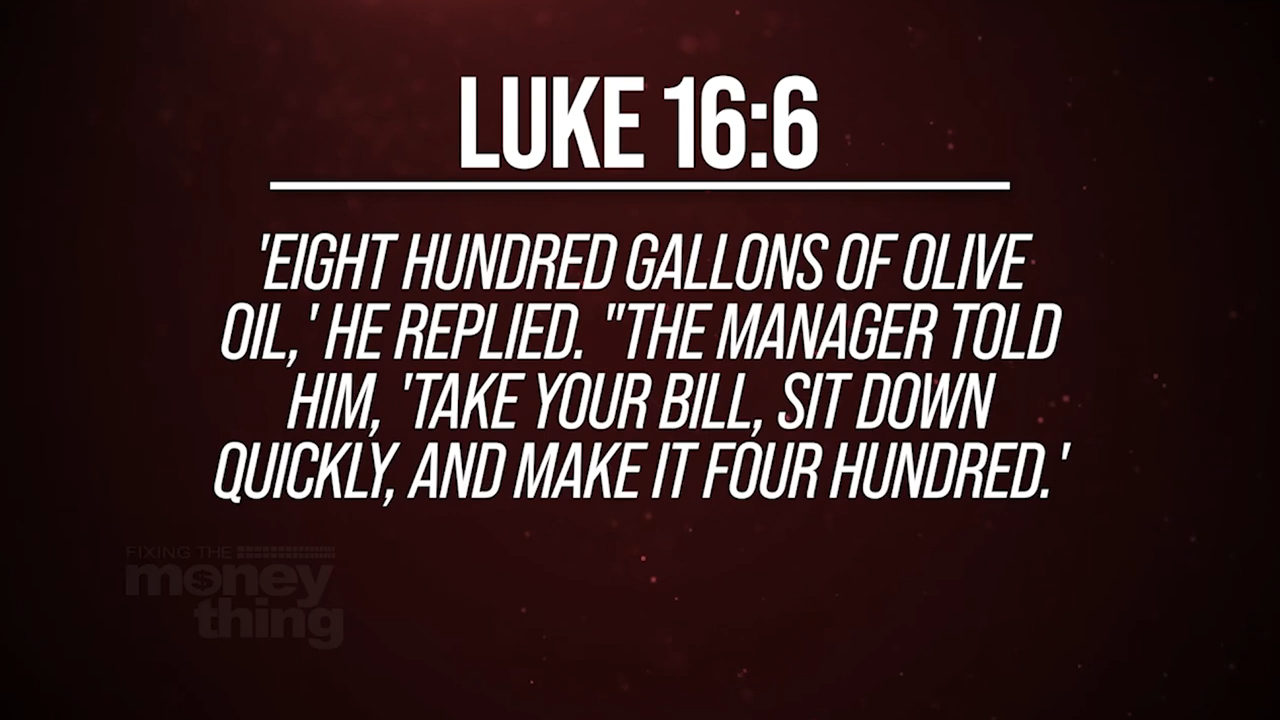 LUKE 16:6
'EIGHT HUNDRED GALLONS OF OLIVE
OIL,' HE REPLIED. "THE MANAGER TOLD
HIM, 'TAKE YOUR BILL, SIT DOWN
QUICKLY, AND MAKE IT FOUR HUNDRED.'
FIXING THE
money
thing